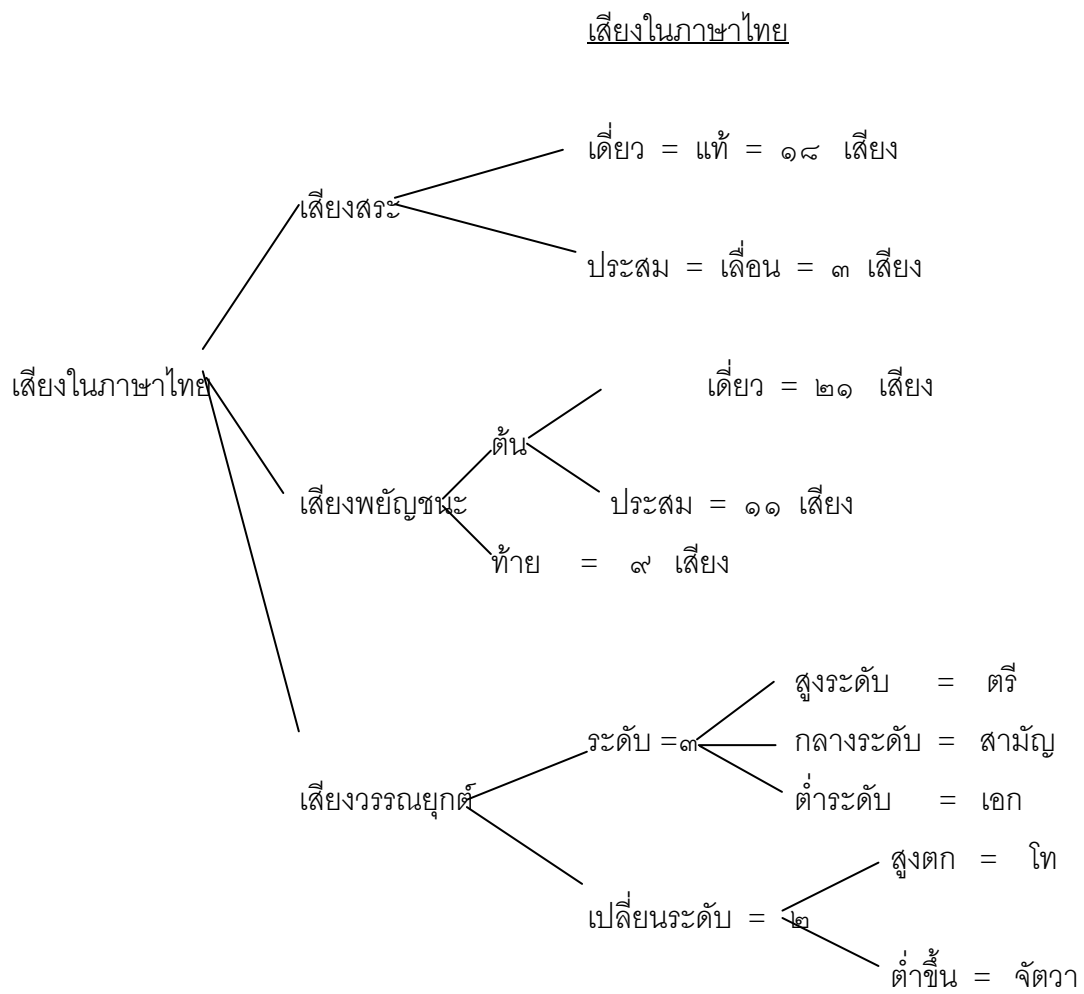 เสียงในภาษาไทย
เดี่ยว = แท้ = ๑๘ เสียง
เสียงสระ
ประสม = เลื่อน = ๓ เสียง
เสียงในภาษาไทย
เดี่ยว = ๒๑ เสียง
ต้น
เสียงพยัญชนะ
ประสม = ๑๑ เสียง
ท้าย = ๙ เสียง
สูงระดับ = ตรี
ระดับ =๓
กลางระดับ = สามัญ
เสียงวรรณยุกต์
ต่ำระดับ = เอก
สูงตก = โท
เปลี่ยนระดับ = ๒
ต่ำขึ้น = จัตวา